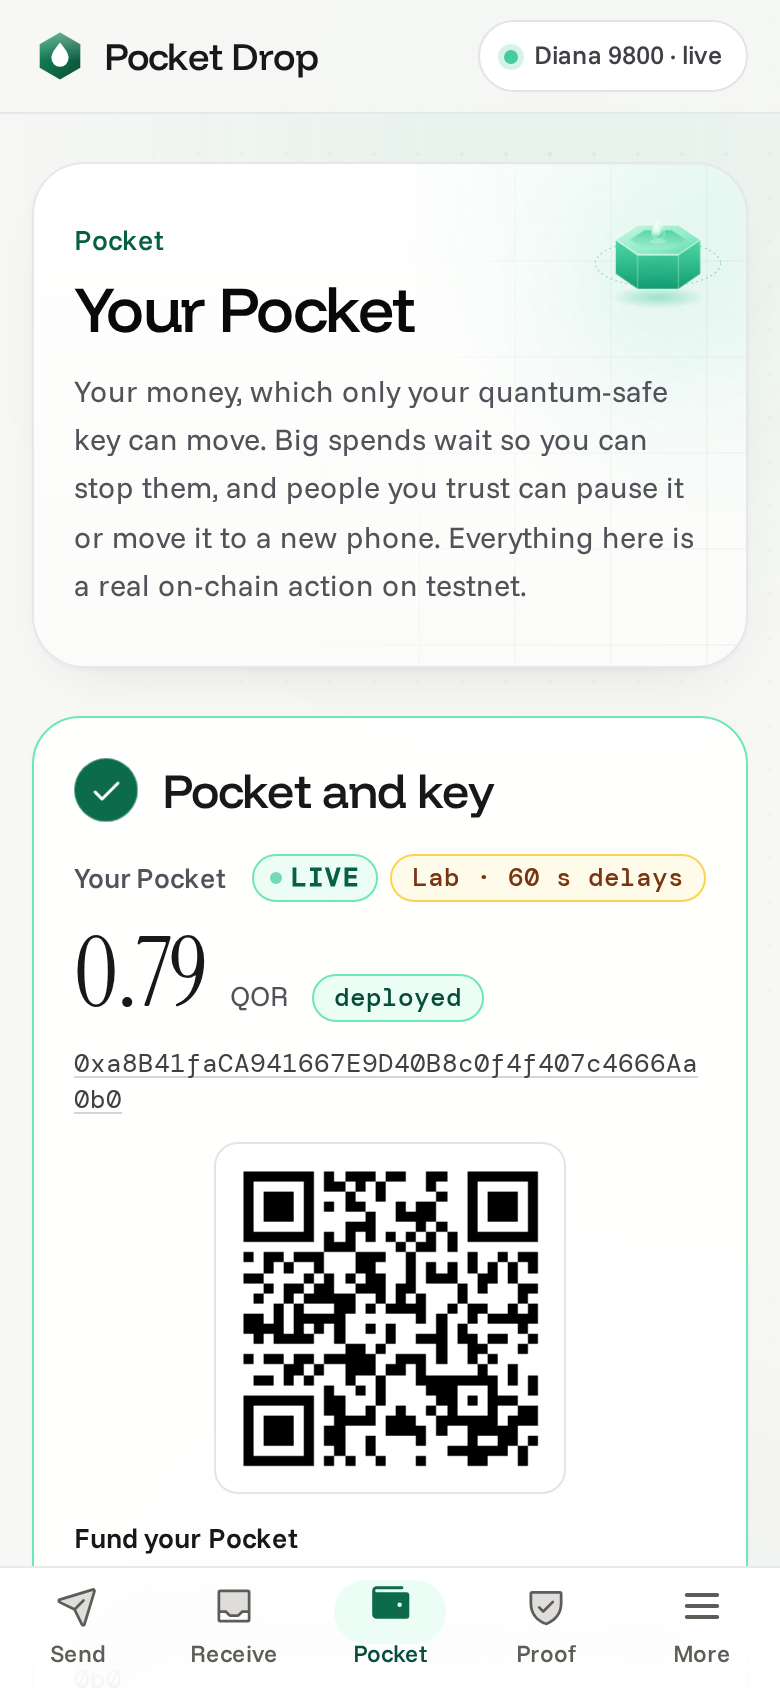 Pocket Drop
Diana 9800 · live
Pocket
Your Pocket
Your money, which only your quantum-safe
key can move. Big spends wait so you can
stop them, and people you trust can pause it
or move it to a new phone. Everything here is
a real on-chain action on testnet.
Pocket and key
Your Pocket
LIVE
Lab · 60 s delays
0.79 QOR
deployed
0xa8B41faCA941667E9D40B8c0f4f407c4666Aa
0b0
Fund your Pocket
0b0
Send
Receive
Pocket
Proof
More